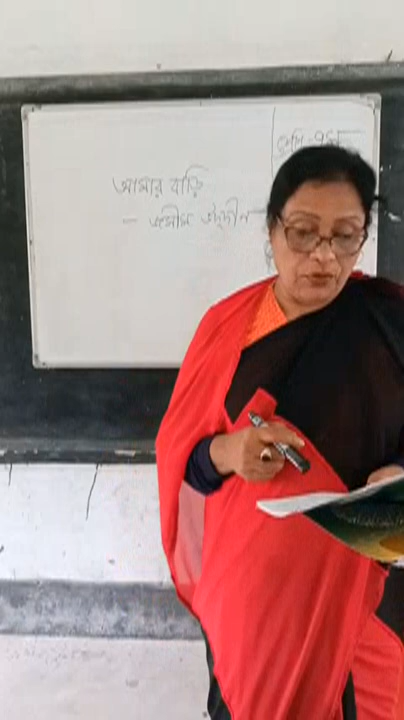 শ্রেণি -
আমার বাড়ি
- জসীম উদ্দীন